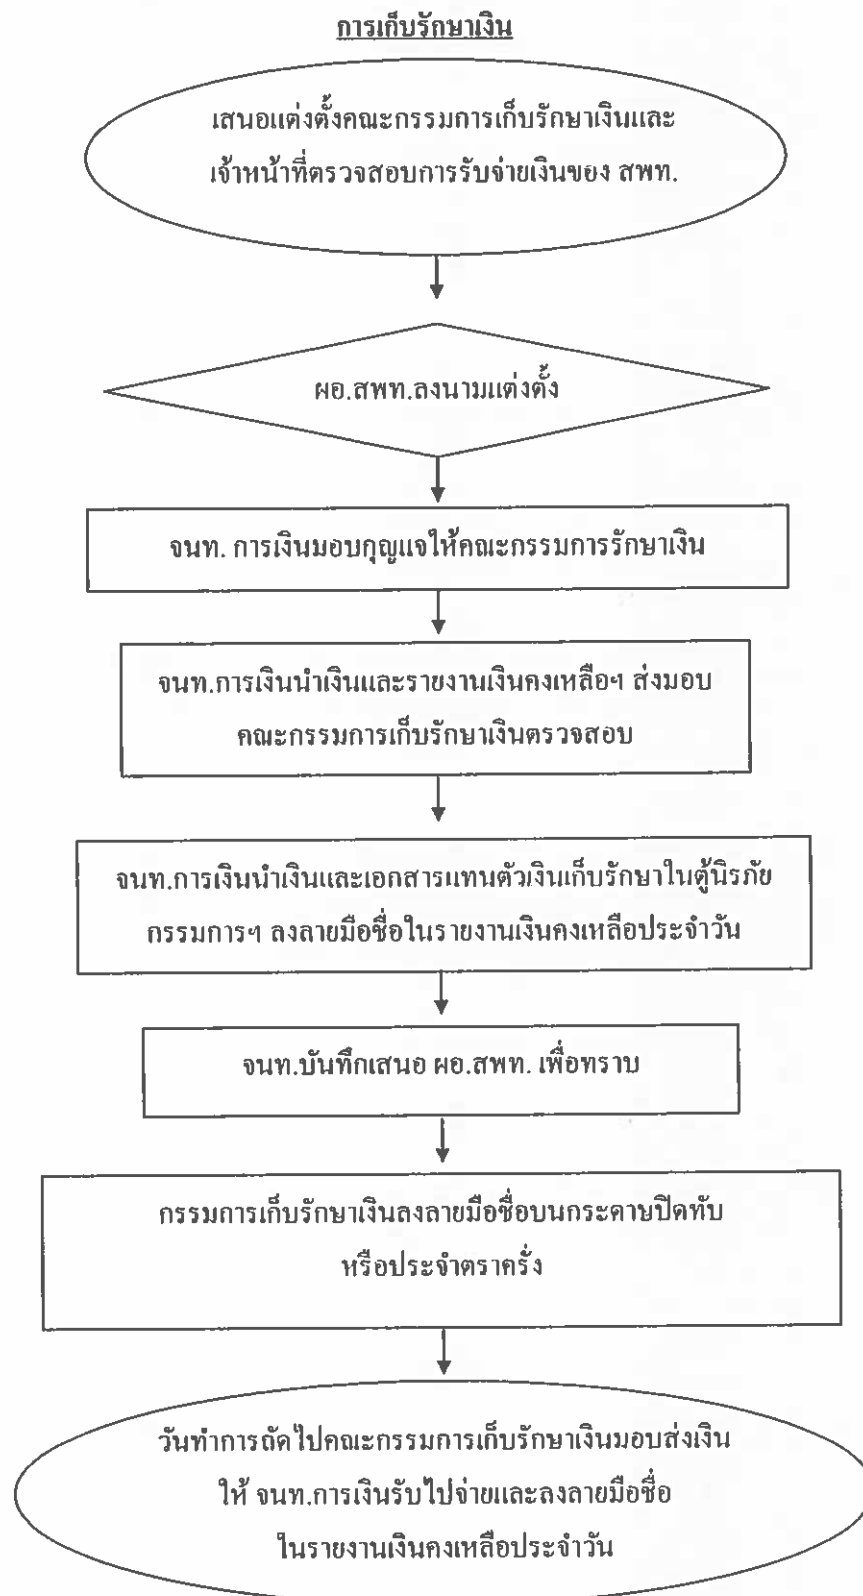 การเก็บรักษาเงิน
เสนอแต่งตั้งคณะกรรมการเก็บรักษาเงินและ
เจ้าหน้าที่ตรวจสอบการรับจ่ายเงินของ สพท.
ผอ.สพท.ลงนามแต่งตั้ง
จนท. การเงินมอบกุญแจให้คณะกรรมการรักษาเงิน
จนท.การเงินนำเงินและรายงานเงินคงเหลือฯ ส่งมอบ
คณะกรรมการเก็บรักษาเงินตรวจสอบ
จนท.การเงินนำเงินและเอกสารแทนตัวเงินเก็บรักษาในตู้นิรภัย
กรรมการฯ ลงลายมือชื่อในรายงานเงินคงเหลือประจำวัน
จนท.บันทึกเสนอ ผอ.สพท. เพื่อทราบ
กรรมการเก็บรักษาเงินลงลายมือชื่อบนกระดาษปิดทับ
หรือประจำตราครั่ง
วันทำการถัดไปคณะกรรมการเก็บรักษาเงินมอบส่งเงิน
ให้ จนท.การเงินรับไปจ่ายและลงลายมือชื่อ
ในรายงานเงินคงเหลือประจำวัน